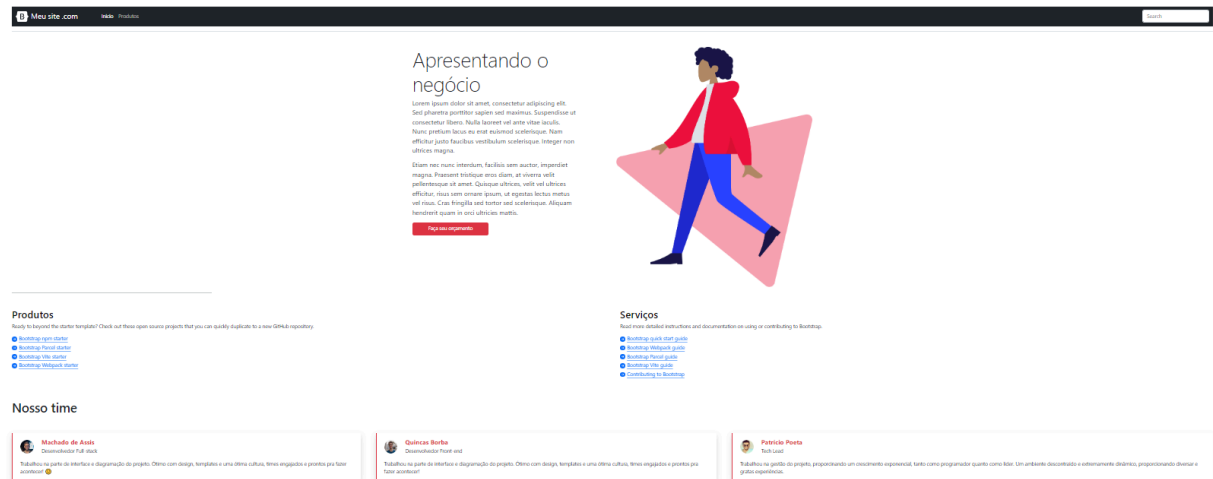 B Meu site .com
Início Produtos
Search
Apresentando o
negócio
Lorem ipsum dolor sit amet, consectetur adipiscing elit.
Sed pharetra porttitor sapien sed maximus. Suspendisse ut
consectetur libero. Nulla laoreet vel ante vitae iaculis.
Nunc pretium lacus eu erat euismod scelerisque. Nam
efficitur justo faucibus vestibulum scelerisque. Integer non
ultrices magna.
Etiam nec nunc interdum, facilisis sem auctor, imperdiet
magna. Praesent tristique eros diam, at viverra velit
pellentesque sit amet. Quisque ultrices, velit vel ultrices
efficitur, risus sem ornare ipsum, ut egestas lectus metus
vel risus. Cras fringilla sed tortor sed scelerisque. Aliquam
hendrerit quam in orci ultricies mattis.
Faça seu orçamento
Produtos
Ready to beyond the starter template? Check out these open source projects that you can quickly duplicate to a new GitHub repository.
Bootstrap npm starter
Bootstrap Parcel starter
Bootstrap Vite starter
Bootstrap Webpack starter
Serviços
Read more detailed instructions and documentation on using or contributing to Bootstrap.
Bootstrap quick start guide
Bootstrap Webpack guide
Bootstrap Parcel guide
Bootstrap Vite guide
Contributing to Bootstrap
Nosso time
Machado de Assis
Desenvolvedor Full stack
Trabalhou na parte de interface e diagramação do projeto. Ótimo com design, templates e uma ótima cultura, times engajados e prontos pra fazer
acontecer! 😀
Quincas Borba
Desenvolvedor Front end
Trabalhou na parte de interface e diagramação do projeto. Ótimo com design, templates e uma ótima cultura, times engajados e prontos pra
fazer acontecer!
Patricio Poeta
Tech Lead
Trabalhou na gestão do projeto, proporcinando um crescimento exponencial, tanto como programador quanto como líder. Um ambiente descontraído e extremamente dinâmico, proporcionando diversas e
gratas experiências.